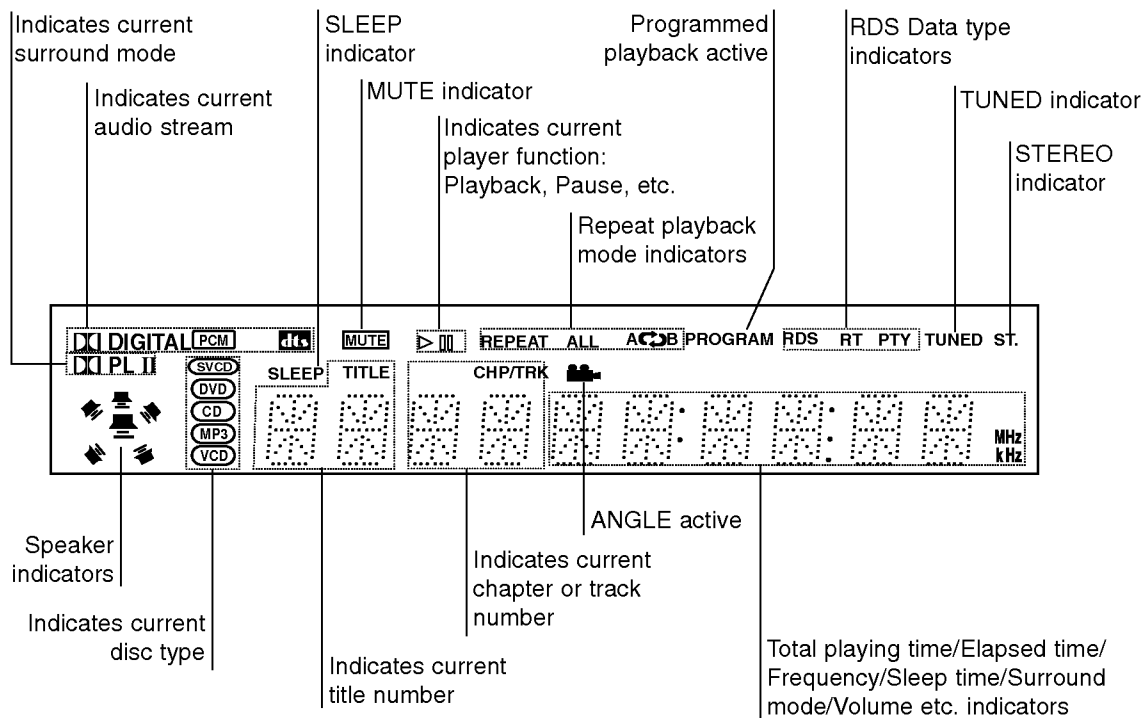 Indicates current
surround mode
SLEEP
indicator
Programmed
playback active
RDS Data type
indicators
Indicates current
audio stream
MUTE indicator
TUNED indicator
Indicates current
player function:
Playback, Pause, etc.
STEREO
indicator
Repeat playback
mode indicators
DIGITAL PCM dts MUTE REPEAT ALL A B PROGRAM RDS RT PTY TUNED ST.
PL II
SVCD
DVD
CD
MP3
VCD
SLEEP TITLE CHP/TRK
MHz
kHz
Speaker
indicators
ANGLE active
Indicates current
chapter or track
number
Indicates current
disc type
Indicates current
title number
Total playing time/Elapsed time/
Frequency/Sleep time/Surround
mode/Volume etc. indicators